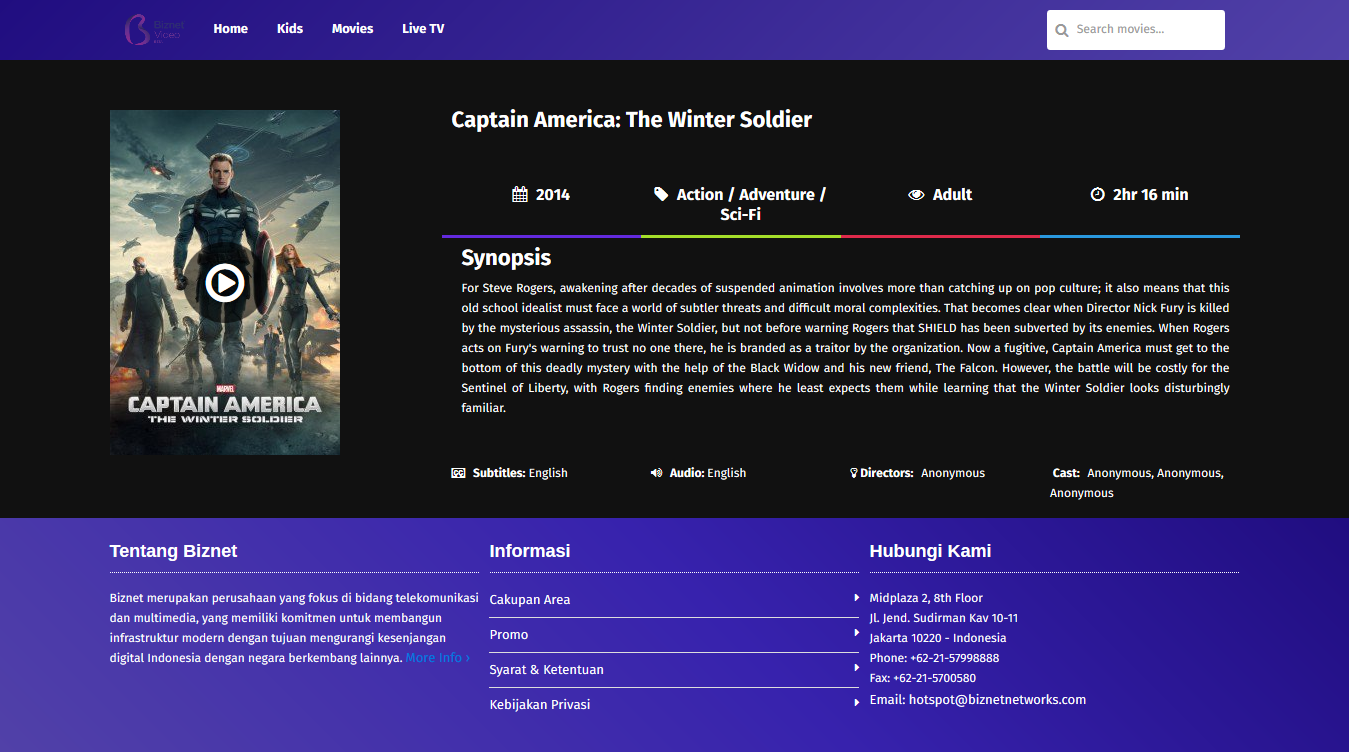 Biznet
Video
Home
Kids
Movies
Live TV
Search movies...
Captain America: The Winter Soldier
2014
Action / Adventure /
Sci-Fi
Adult
2hr 16 min
MARVEL
CAPTAIN AMERICA
THE WINTER SOLDIER
Synopsis
For Steve Rogers, awakening after decades of suspended animation involves more than catching up on pop culture; it also means that this
old school idealist must face a world of subtler threats and difficult moral complexities. That becomes clear when Director Nick Fury is killed
by the mysterious assassin, the Winter Soldier, but not before warning Rogers that SHIELD has been subverted by its enemies. When Rogers
acts on Fury's warning to trust no one there, he is branded as a traitor by the organization. Now a fugitive, Captain America must get to the
bottom of this deadly mystery with the help of the Black Widow and his new friend, The Falcon. However, the battle will be costly for the
Sentinel of Liberty, with Rogers finding enemies where he least expects them while learning that the Winter Soldier looks disturbingly
familiar.
Subtitles: English
Audio: English
Directors: Anonymous
Cast: Anonymous, Anonymous,
Anonymous
Tentang Biznet
Biznet merupakan perusahaan yang fokus di bidang telekomunikasi
dan multimedia, yang memiliki komitmen untuk membangun
infrastruktur modern dengan tujuan mengurangi kesenjangan
digital Indonesia dengan negara berkembang lainnya. More Info ›
Informasi
Cakupan Area
Promo
Syarat & Ketentuan
Kebijakan Privasi
Hubungi Kami
Midplaza 2, 8th Floor
Jl. Jend. Sudirman Kav 10-11
Jakarta 10220 - Indonesia
Phone: +62-21-57998888
Fax: +62-21-5700580
Email: hotspot@biznetnetworks.com